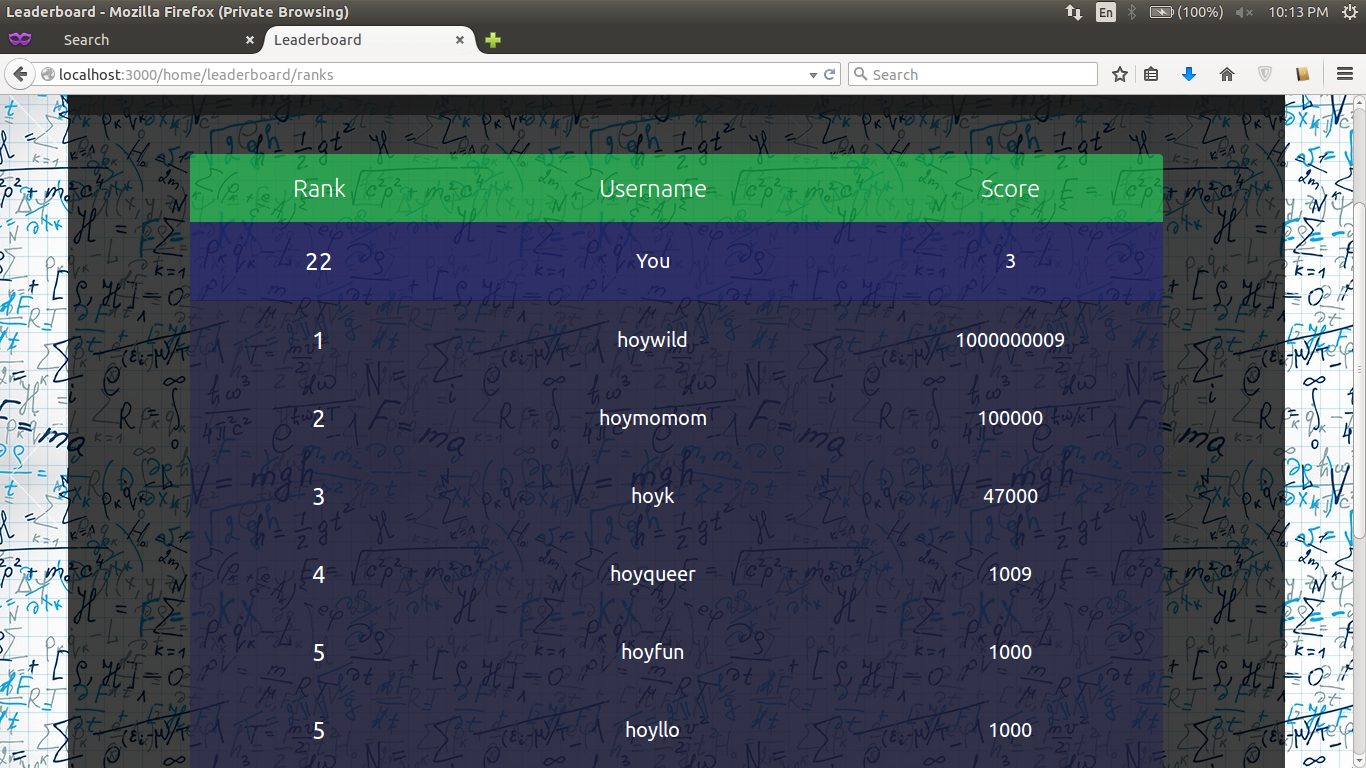 Leaderboard - Mozilla Firefox (Private Browsing)
En (100%) 10:13 PM
Search
Leaderboard
localhost:3000/home/leaderboard/ranks
Search
Rank Username Score
22 You 3
1 hoywild 1000000009
2 hoymomom 100000
3 hoyk 47000
4 hoyqueer 1009
5 hoyfun 1000
5 hoyllo 1000